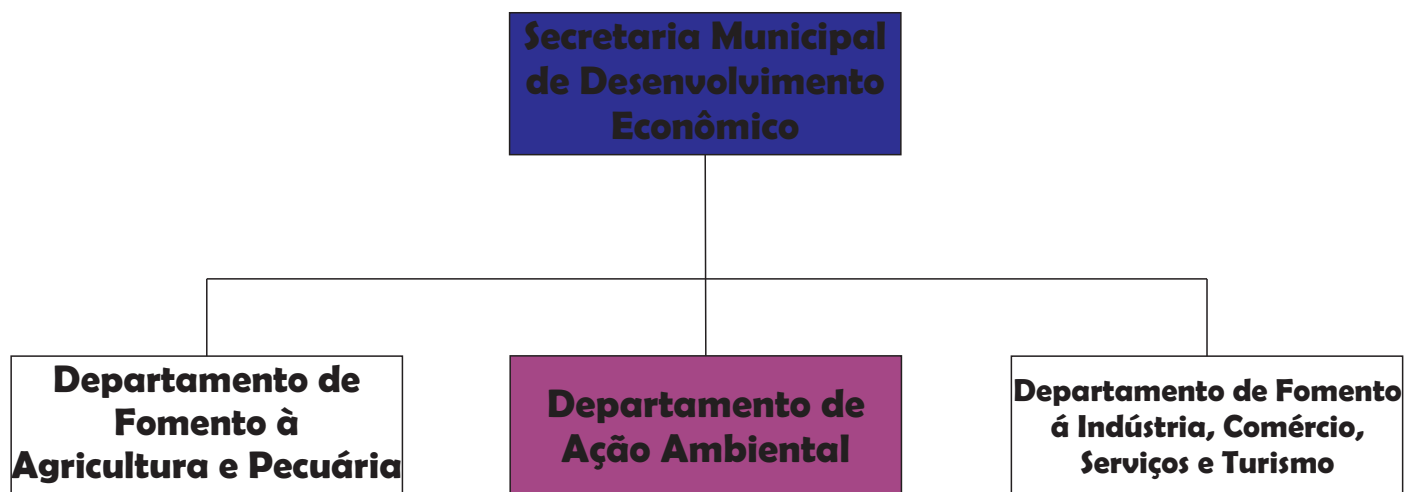 Secretaria Municipal
de Desenvolvimento
Econômico
Departamento de
Fomento à
Agricultura e Pecuária
Departamento de
Ação Ambiental
Departamento de Fomento
á Indústria, Comércio,
Serviços e Turismo